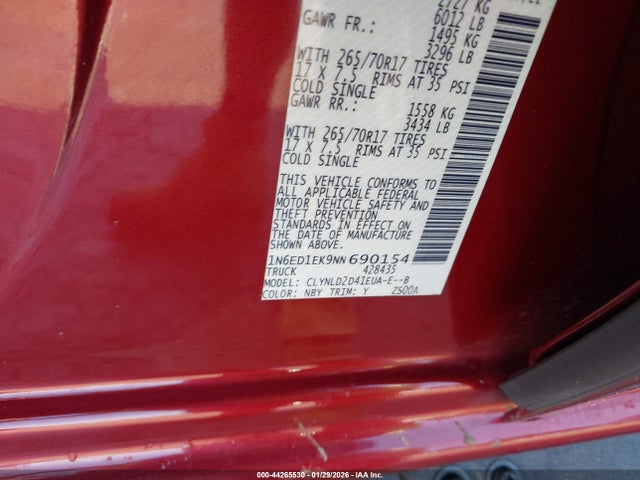 2727 KG
6012 LB
GAWR FR.: 1495 KG
3296 LB
WITH 265/70R17 TIRES
17 X 7.5 RIMS AT 35 PSI
COLD SINGLE
GAWR RR.: 1558 KG
3434 LB
WITH 265/70R17 TIRES
17 X 7.5 RIMS AT 35 PSI
COLD SINGLE
THIS VEHICLE CONFORMS TO
ALL APPLICABLE FEDERAL
MOTOR VEHICLE SAFETY AND
THEFT PREVENTION
STANDARDS IN EFFECT ON
THE DATE OF MANUFACTURE
SHOWN ABOVE.
1N6ED1EK9NN690154
TRUCK 428435
MODEL: CLYNLD2D41EUA-E--B
COLOR: NBY TRIM: Y ZS00A
000-44265530 - 01/29/2026 - IAA Inc.